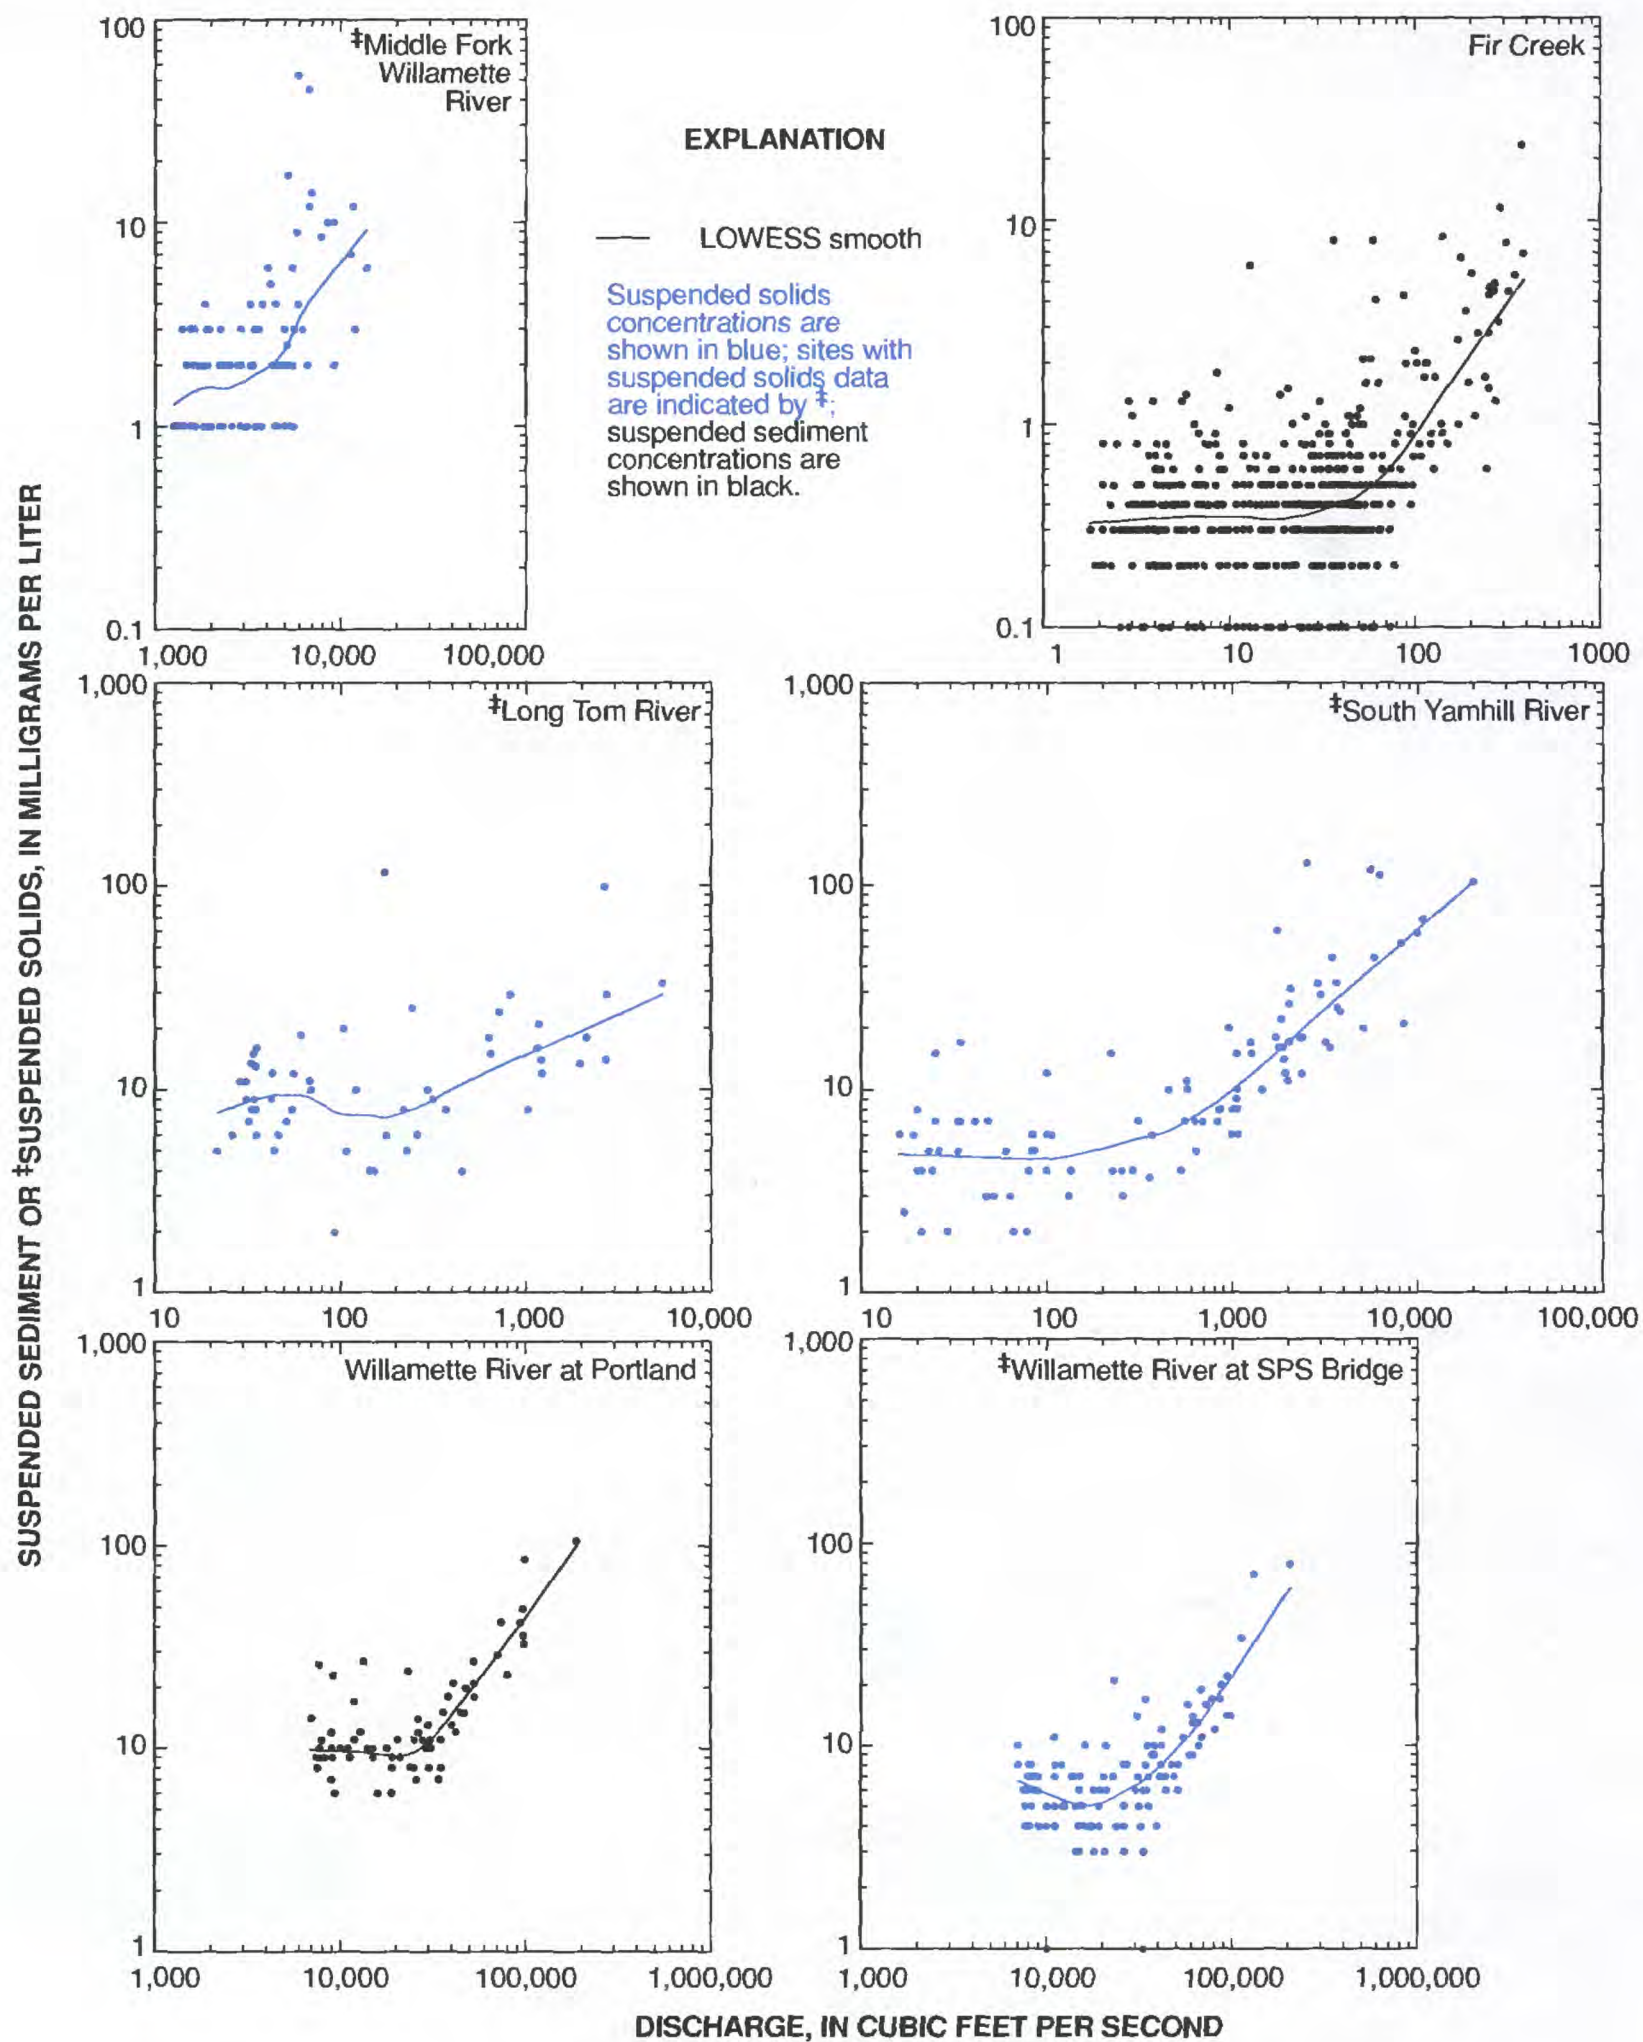 100
10
1
0.1
1,000
10,000
100,000
‡Middle Fork
Willamette
River
EXPLANATION
LOWESS smooth
Suspended solids
concentrations are
shown in blue; sites with
suspended solids data
are indicated by ‡;
suspended sediment
concentrations are
shown in black.
100
10
1
0.1
1
10
100
1000
Fir Creek
SUSPENDED SEDIMENT OR ‡SUSPENDED SOLIDS, IN MILLIGRAMS PER LITER
1,000
100
10
1
10
100
1,000
10,000
‡Long Tom River
1,000
100
10
1
10
100
1,000
10,000
100,000
‡South Yamhill River
1,000
100
10
1
1,000
10,000
100,000
1,000,000
Willamette River at Portland
1,000
100
10
1
1,000
10,000
100,000
1,000,000
‡Willamette River at SPS Bridge
DISCHARGE, IN CUBIC FEET PER SECOND